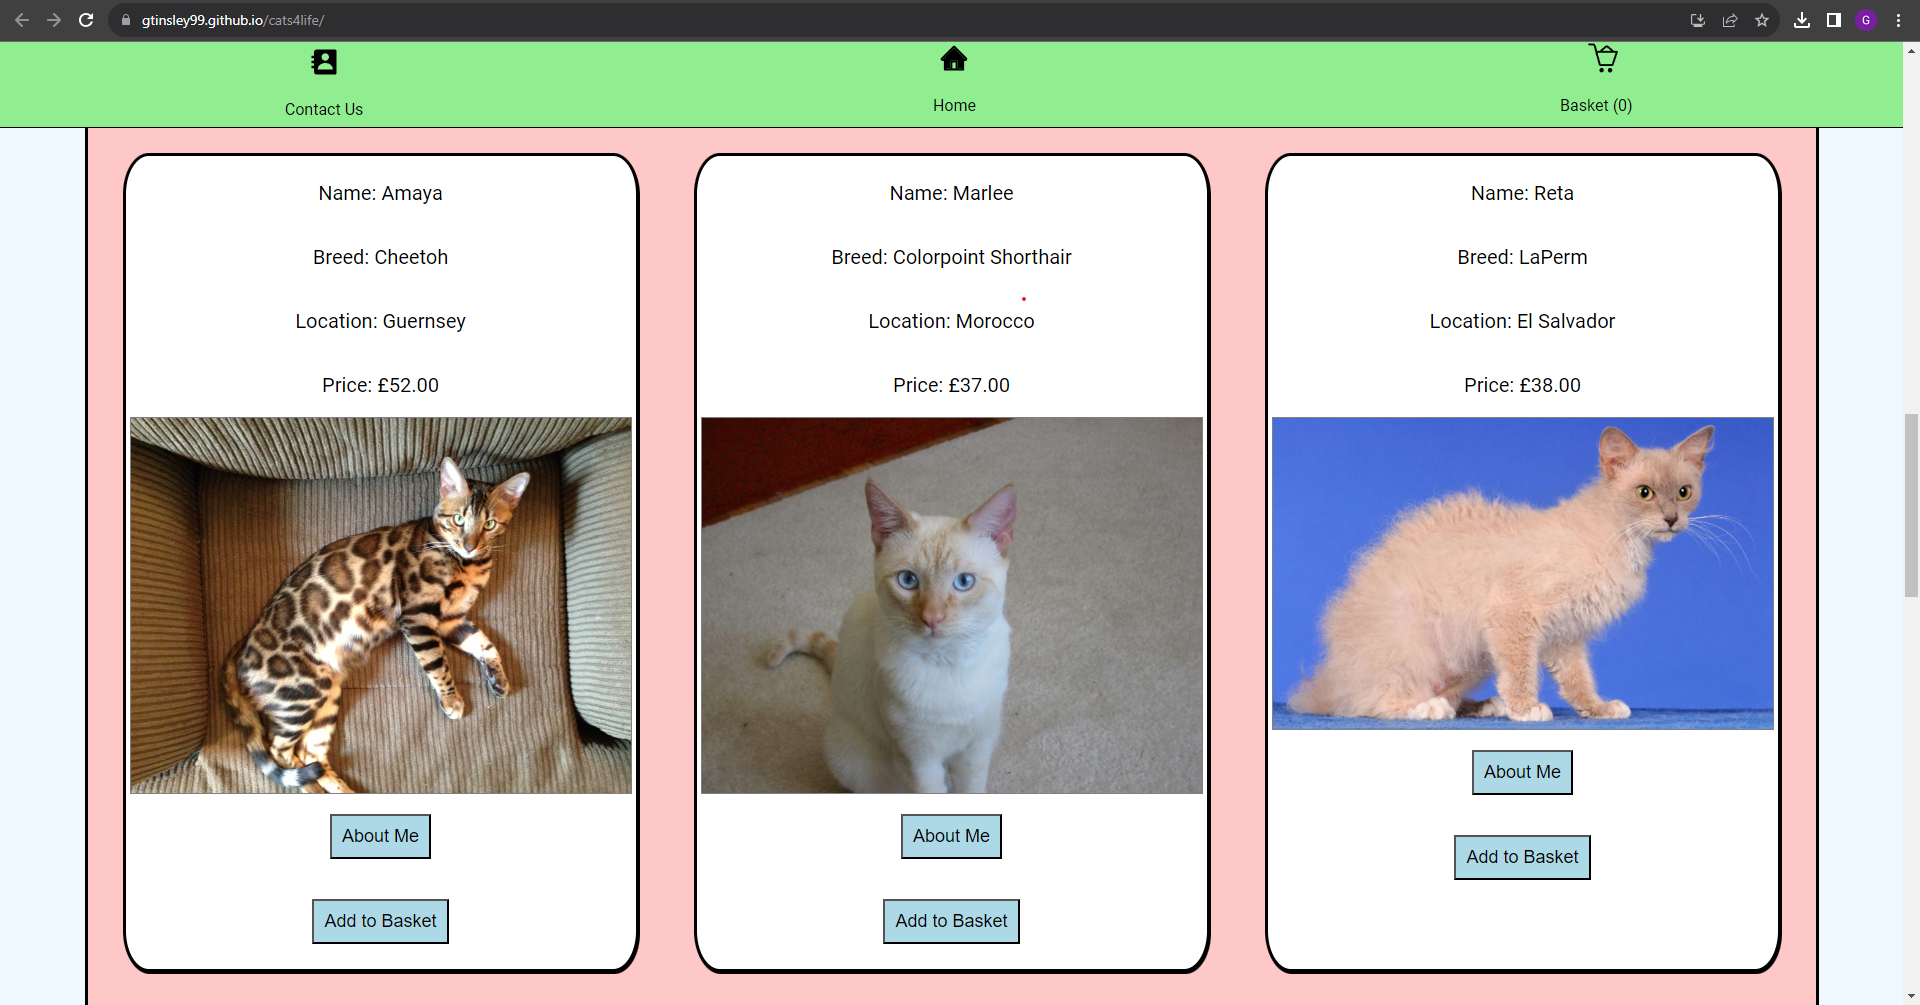 gtinsley99.github.io/cats4life/
G
Contact Us
Home
Basket (0)
Name: Amaya
Breed: Cheetoh
Location: Guernsey
Price: £52.00
About Me
Add to Basket
Name: Marlee
Breed: Colorpoint Shorthair
Location: Morocco
Price: £37.00
About Me
Add to Basket
Name: Reta
Breed: LaPerm
Location: El Salvador
Price: £38.00
About Me
Add to Basket